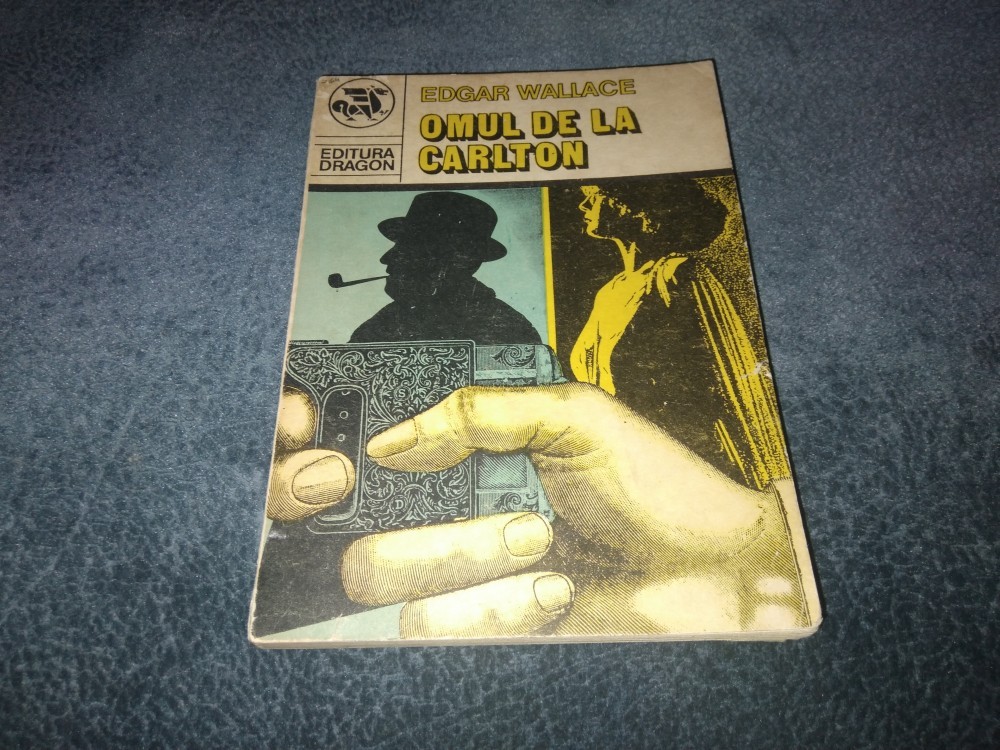 EDGAR WALLACE
OMUL DE LA
CARLTON
EDITURA
DRAGON